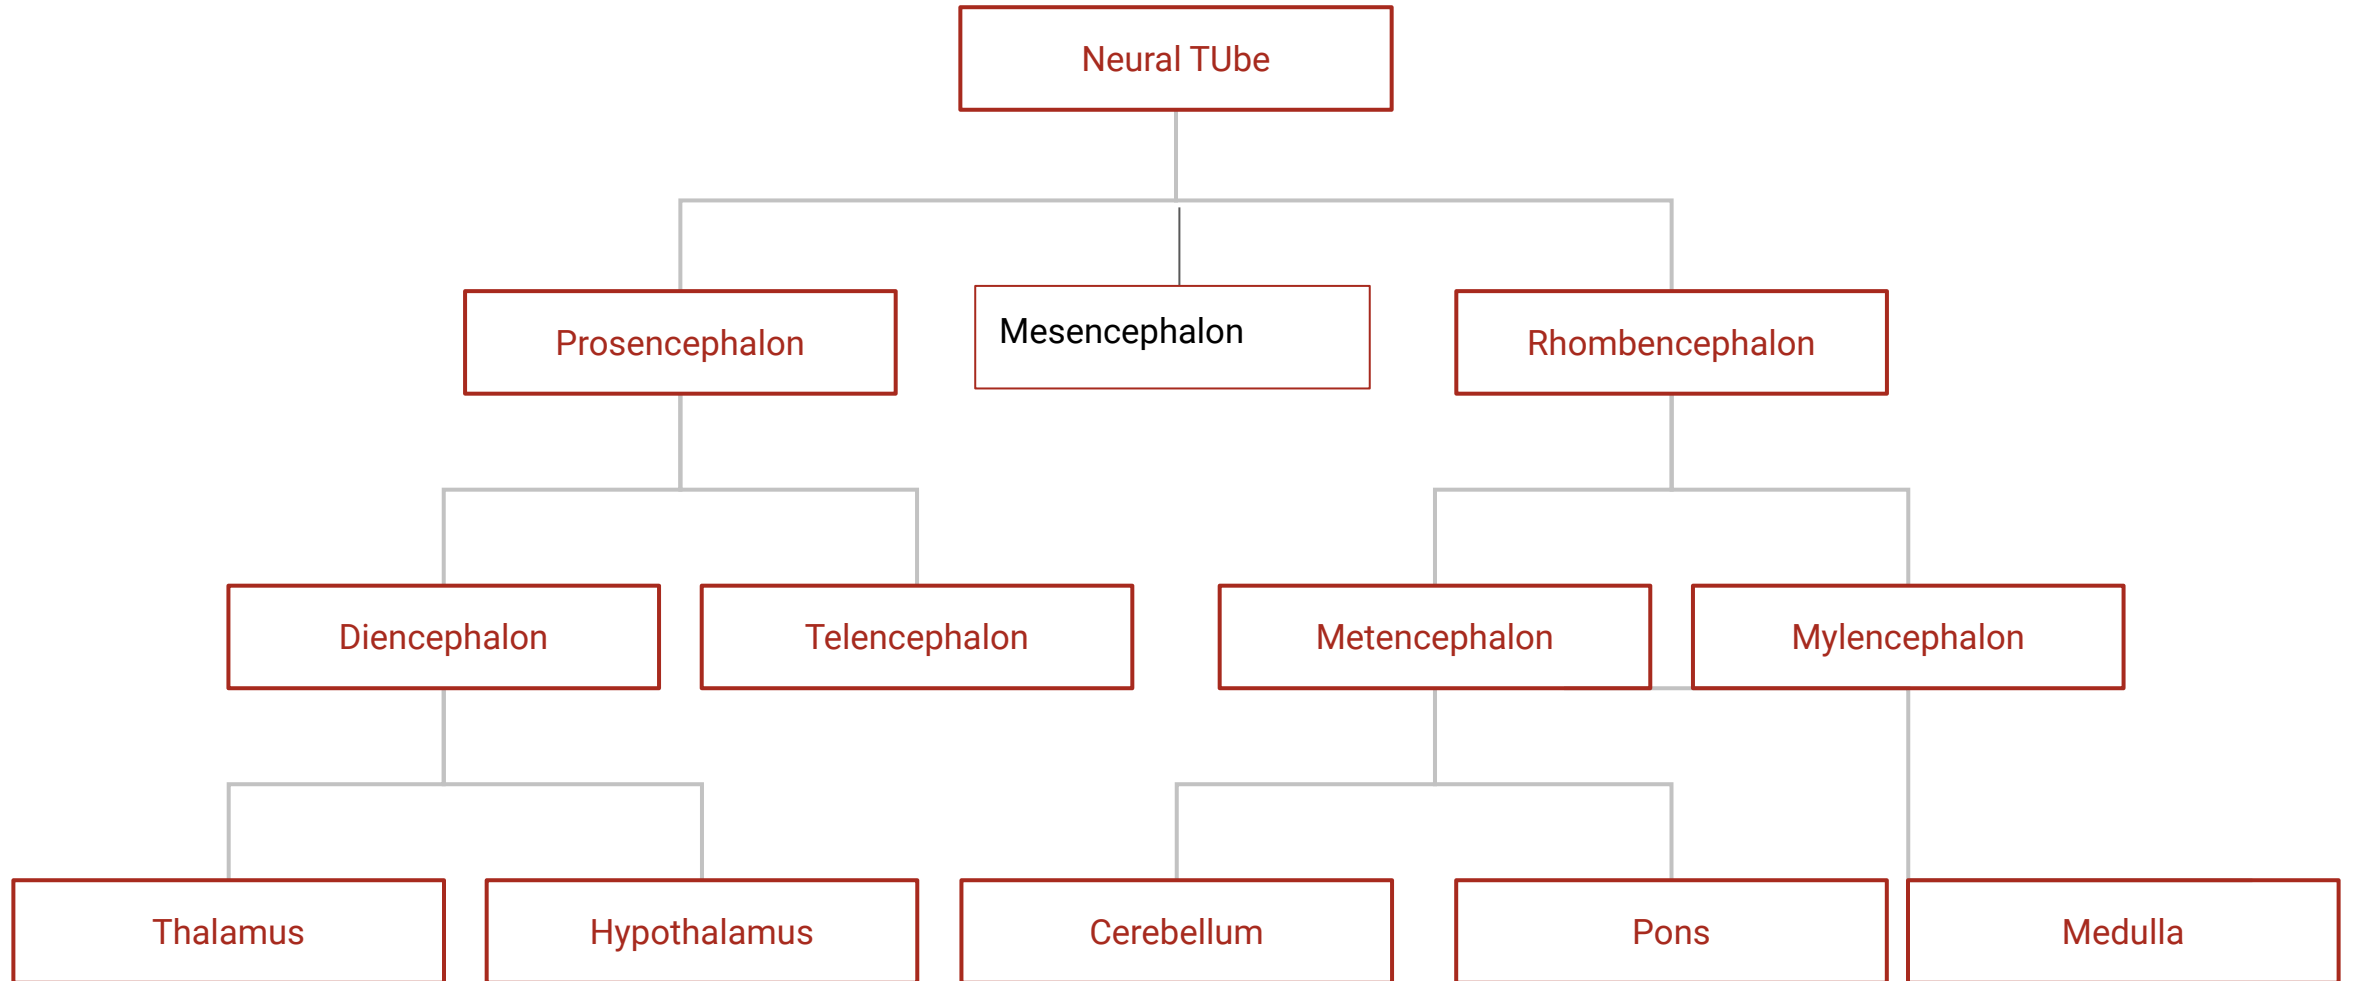 Neural TUbe
Prosencephalon
Mesencephalon
Rhombencephalon
Diencephalon
Telencephalon
Metencephalon
Mylencephalon
Thalamus
Hypothalamus
Cerebellum
Pons
Medulla